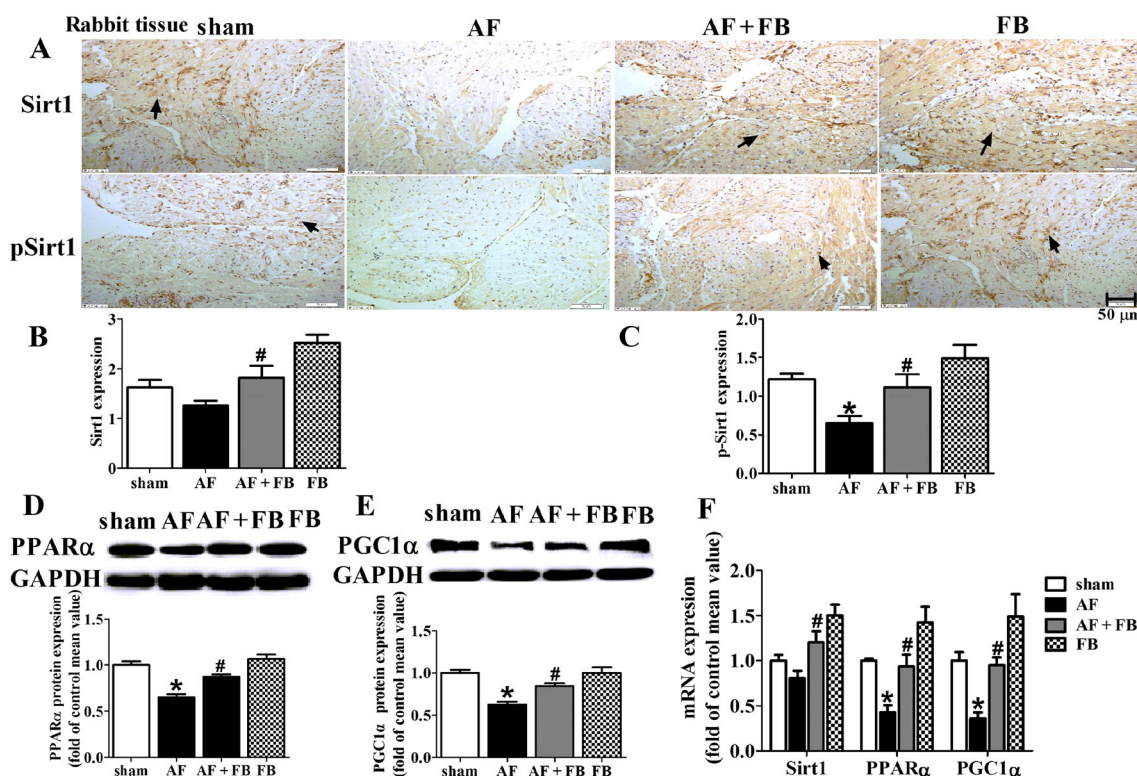 Rabbit tissue sham AF AF + FB FB
A
Sirt1
pSirt1
50 µm
B
Sirt1 expression
3
2
1
0
#
sham AF AF + FB FB
C
p-Sirt1 expression
2.0
1.5
1.0
0.5
0.0
*
#
sham AF AF + FB FB
D
sham AF AF + FB FB
PPARα
GAPDH
PPARα protein expresion
(fold of control mean value)
1.5
1.0
0.5
0.0
*
#
sham AF AF + FB FB
E
sham AF AF + FB FB
PGC1α
GAPDH
PGC1α protein expression
(fold of control mean value)
1.5
1.0
0.5
0.0
*
#
sham AF AF + FB FB
F
mRNA expresion
(fold of control mean value)
2.0
1.5
1.0
0.5
0.0
#
*
#
*
#
Sirt1 PPARα PGC1α
sham
AF
AF + FB
FB